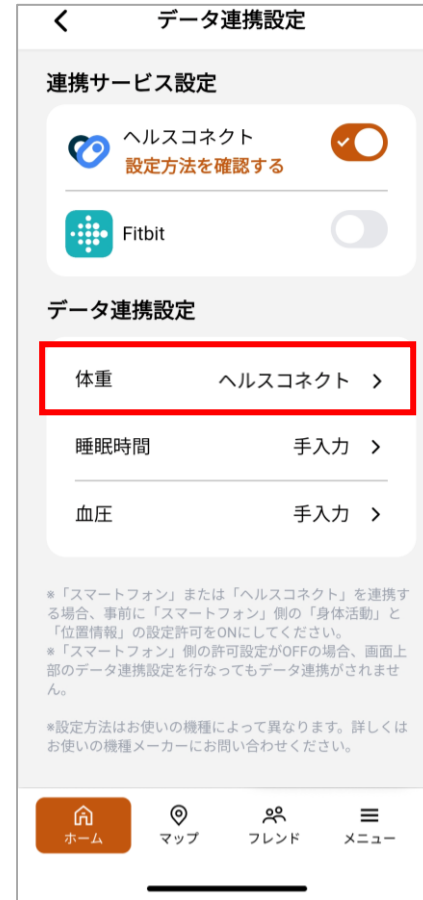 データ連携設定
連携サービス設定
ヘルスコネクト
設定方法を確認する
Fitbit
データ連携設定
体重 ヘルスコネクト
睡眠時間 手入力
血圧 手入力
※「スマートフォン」または「ヘルスコネクト」を連携す
る場合、事前に「スマートフォン」側の「身体活動」と
「位置情報」の設定許可をONにしてください。
※「スマートフォン」側の許可設定がOFFの場合、画面上
部のデータ連携設定を行なってもデータ連携がされませ
ん。
※設定方法はお使いの機種によって異なります。詳しくは
お使いの機種メーカーにお問い合わせください。
ホーム マップ フレンド メニュー